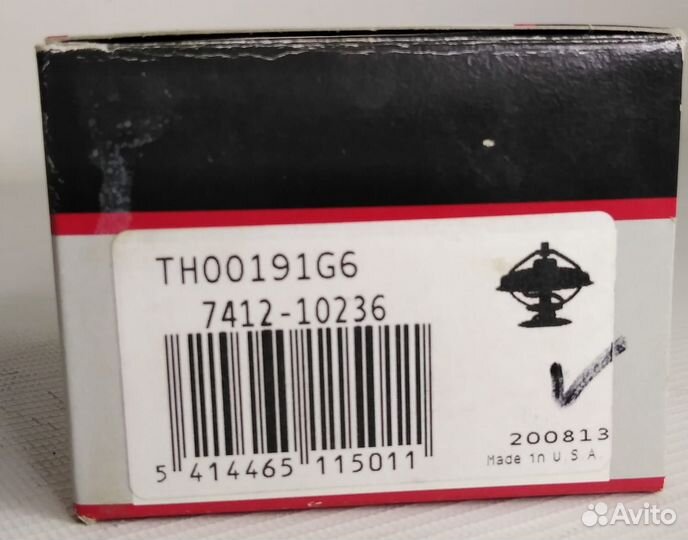 TH00191G6
7412-10236
5 414465 115011
200813
Made in U.S.A.
Avito